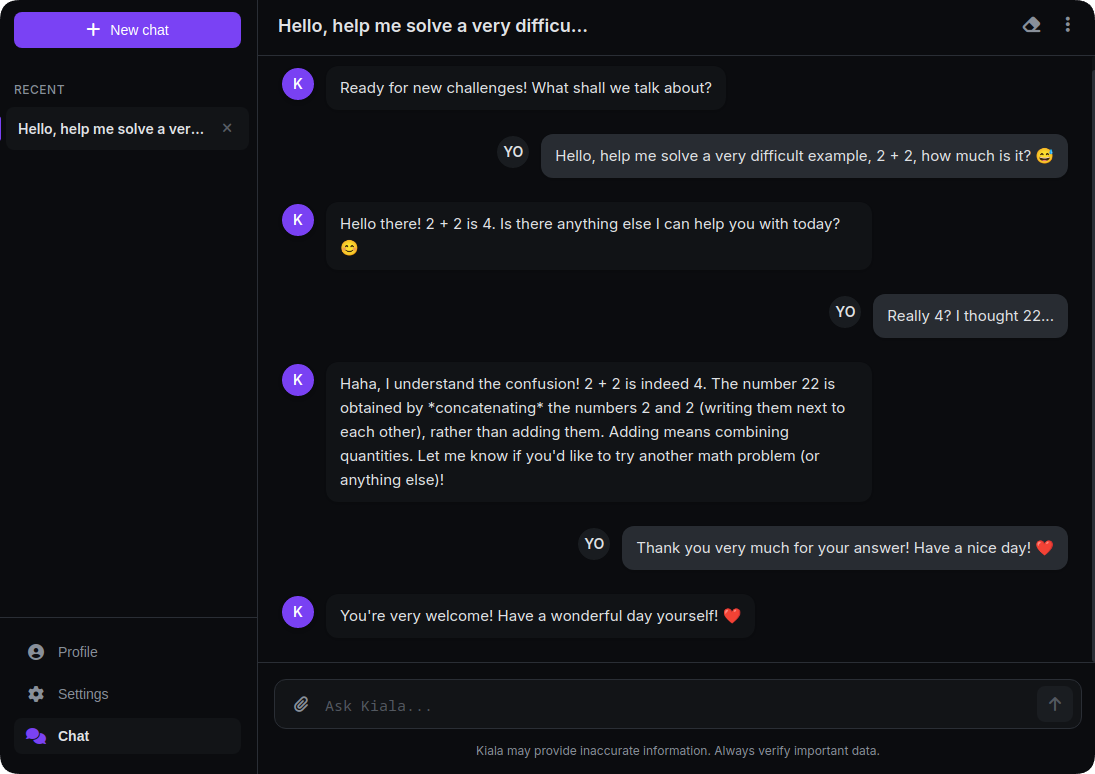 New chat
RECENT
Hello, help me solve a ver...
Profile
Settings
Chat
Hello, help me solve a very difficu...
K
Ready for new challenges! What shall we talk about?
YO
Hello, help me solve a very difficult example, 2 + 2, how much is it? 😅
K
Hello there! 2 + 2 is 4. Is there anything else I can help you with today?
😊
YO
Really 4? I thought 22...
K
Haha, I understand the confusion! 2 + 2 is indeed 4. The number 22 is
obtained by *concatenating* the numbers 2 and 2 (writing them next to
each other), rather than adding them. Adding means combining
quantities. Let me know if you'd like to try another math problem (or
anything else)!
YO
Thank you very much for your answer! Have a nice day! ❤️
K
You're very welcome! Have a wonderful day yourself! ❤️
Ask Kiala...
Kiala may provide inaccurate information. Always verify important data.